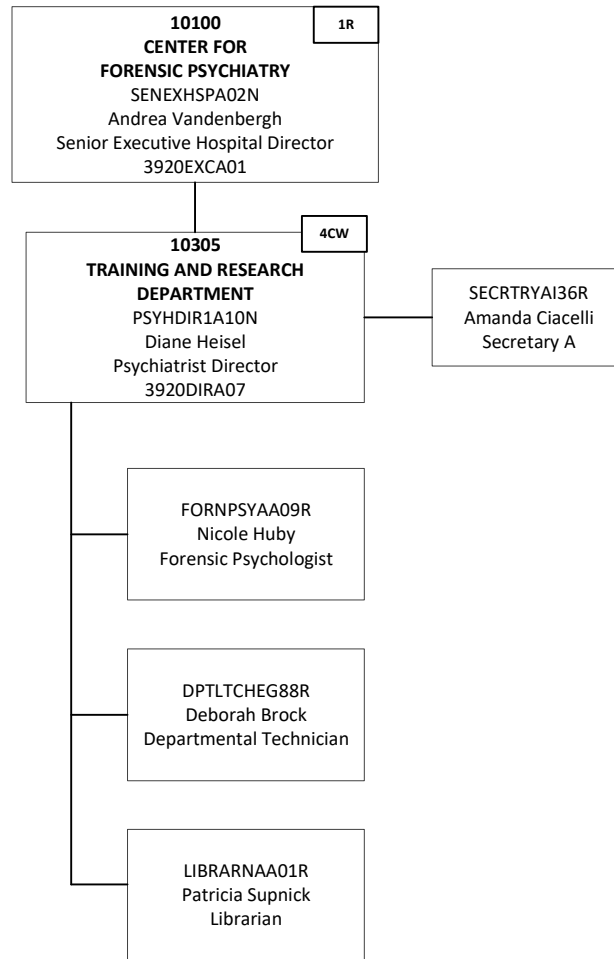 10100
1R
CENTER FOR
FORENSIC PSYCHIATRY
SENEXHSPA02N
Andrea Vandenbergh
Senior Executive Hospital Director
3920EXCA01
10305
4CW
TRAINING AND RESEARCH
DEPARTMENT
PSYHDIR1A10N
Diane Heisel
Psychiatrist Director
3920DIRA07
SECRTRYAI36R
Amanda Ciacelli
Secretary A
FORNPSYAA09R
Nicole Huby
Forensic Psychologist
DPTLTCHEG88R
Deborah Brock
Departmental Technician
LIBRARNAA01R
Patricia Supnick
Librarian